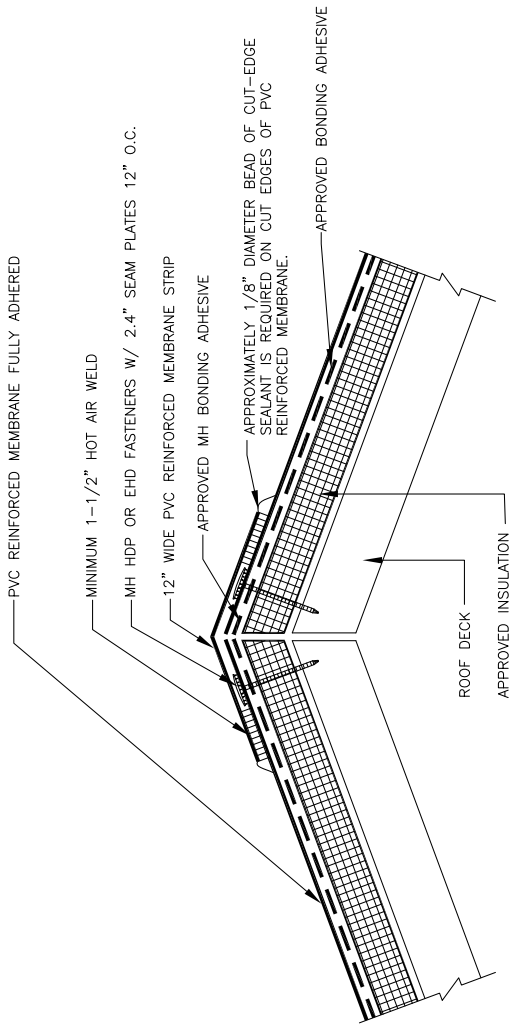 PVC REINFORCED MEMBRANE FULLY ADHERED
MINIMUM 1-1/2" HOT AIR WELD
MH HDP OR EHD FASTENERS W/ 2.4" SEAM PLATES 12" O.C.
12" WIDE PVC REINFORCED MEMBRANE STRIP
APPROVED MH BONDING ADHESIVE
APPROXIMATELY 1/8" DIAMETER BEAD OF CUT-EDGE
SEALANT IS REQUIRED ON CUT EDGES OF PVC
REINFORCED MEMBRANE.
APPROVED BONDING ADHESIVE
ROOF DECK
APPROVED INSULATION